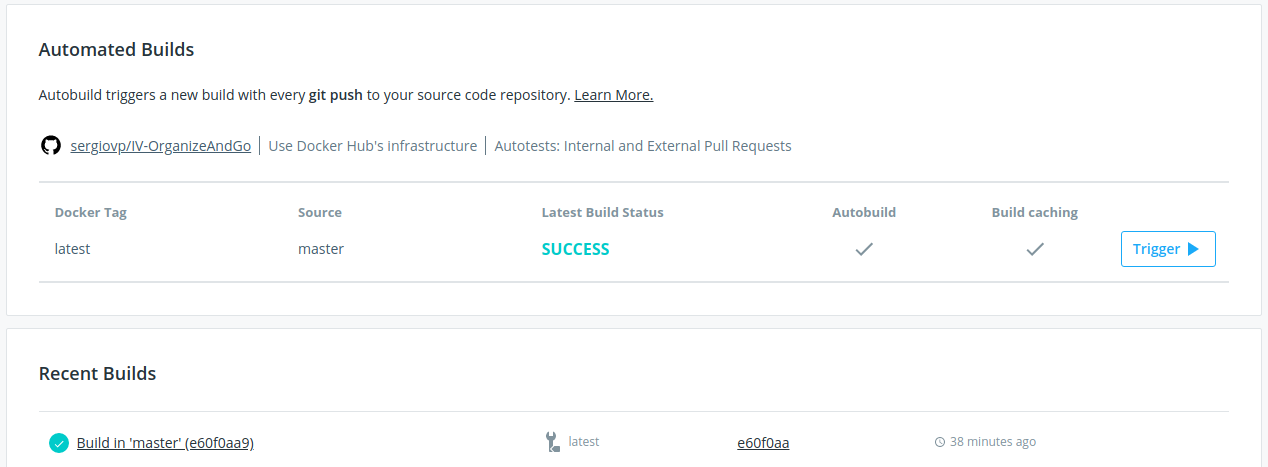 Automated Builds
Autobuild triggers a new build with every git push to your source code repository. Learn More.
sergiovp/IV-OrganizeAndGo Use Docker Hub's infrastructure Autotests: Internal and External Pull Requests
Docker Tag Source Latest Build Status Autobuild Build caching
latest master SUCCESS Trigger
Recent Builds
Build in 'master' (e60f0aa9) latest e60f0aa 38 minutes ago